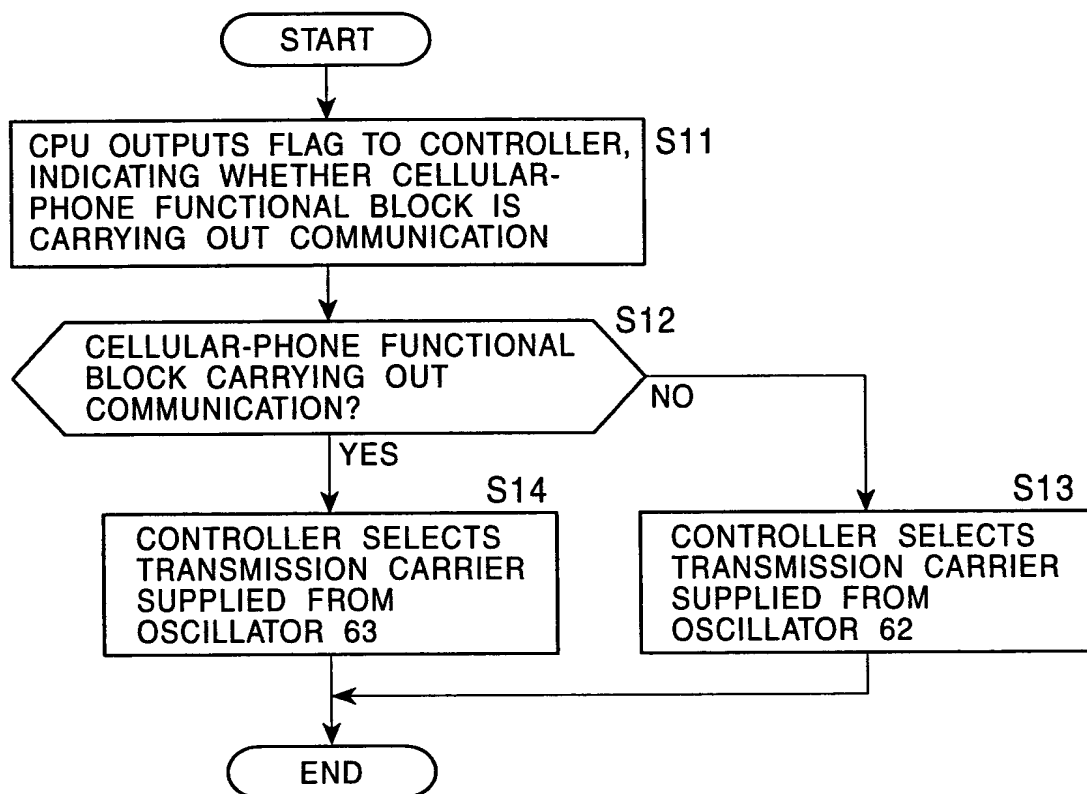 START
CPU OUTPUTS FLAG TO CONTROLLER,
INDICATING WHETHER CELLULAR-
PHONE FUNCTIONAL BLOCK IS
CARRYING OUT COMMUNICATION
S11
CELLULAR-PHONE FUNCTIONAL
BLOCK CARRYING OUT
COMMUNICATION?
S12
NO
YES
S14
CONTROLLER SELECTS
TRANSMISSION CARRIER
SUPPLIED FROM
OSCILLATOR 63
S13
CONTROLLER SELECTS
TRANSMISSION CARRIER
SUPPLIED FROM
OSCILLATOR 62
END